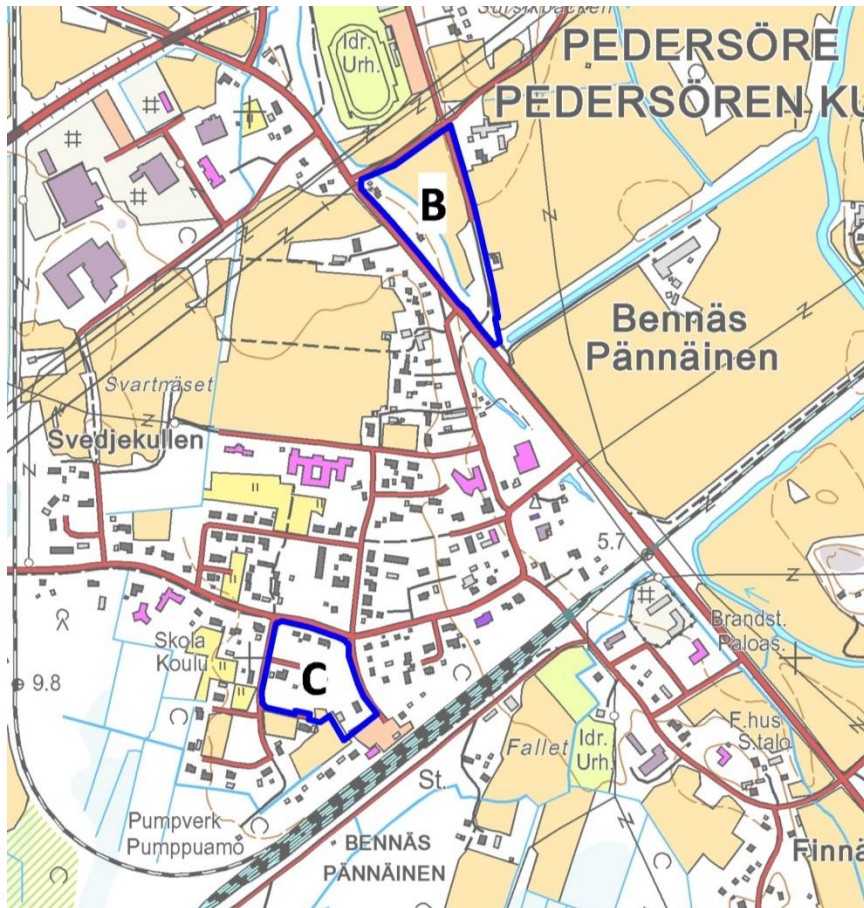 Sursikbacken
Idr.
Urh.
PEDERSÖRE
PEDERSÖREN KU
B
Bennäs
Pännäinen
Svartnäset
Svedjekullen
5.7
Brandst.
Paloas.
Skola
Koulu
C
9.8
F.hus
S.talo
Fallet
Idr.
Urh.
St.
Pumpverk
Pumppuamo
BENNÄS
PÄNNÄINEN
Finnä